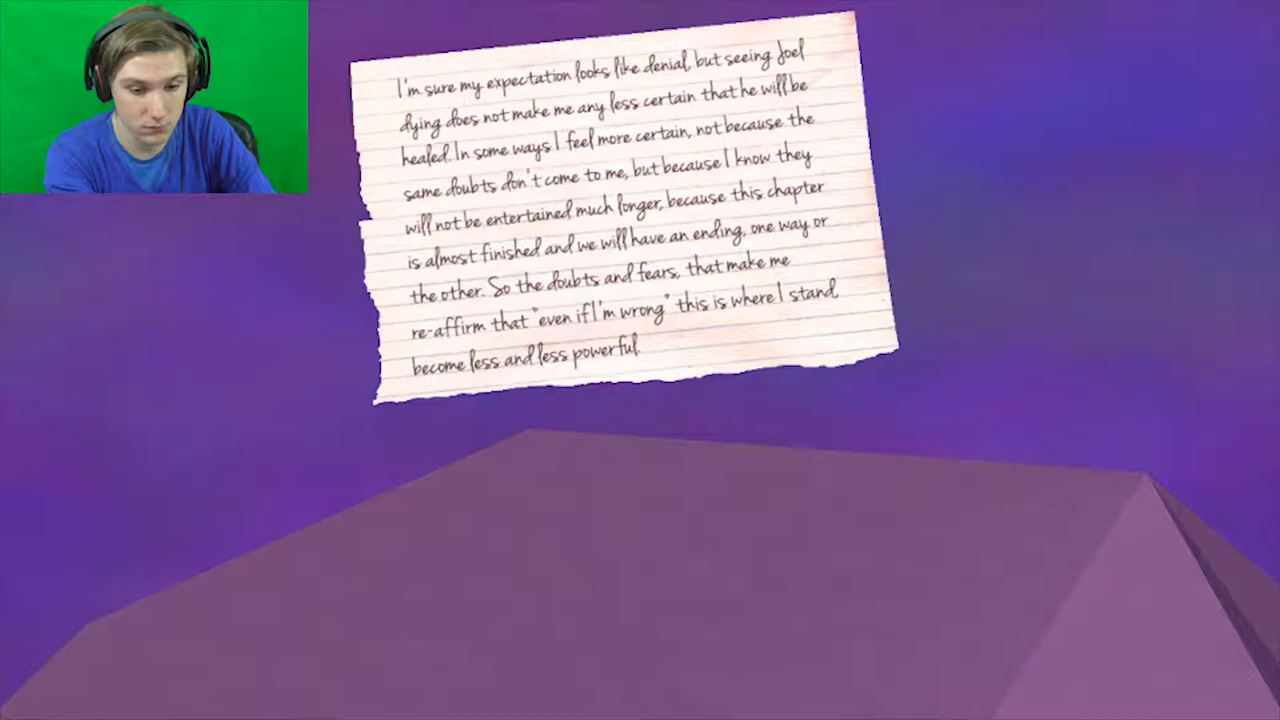 I'm sure my expectation looks like denial, but seeing Joel
dying does not make me any less certain that he will be
healed. In some ways I feel more certain, not because the
same doubts don't come to me, but because I know they
will not be entertained much longer, because this chapter
is almost finished and we will have an ending, one way or
the other. So the doubts and fears, that make me
re-affirm that "even if I'm wrong" this is where I stand,
become less and less powerful.